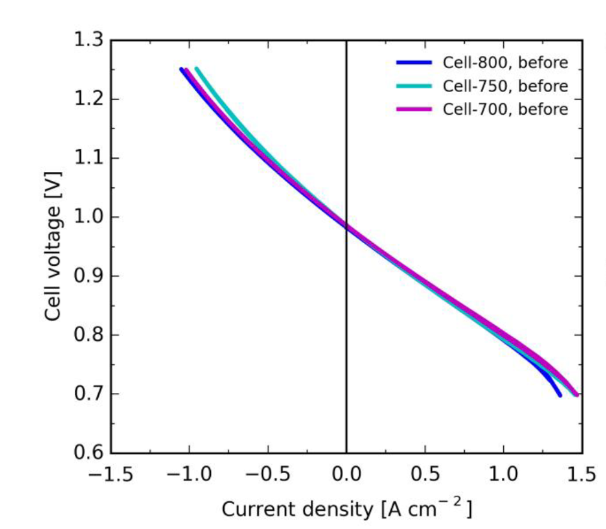 1.3
1.2
1.1
1.0
0.9
0.8
0.7
0.6
Cell voltage [V]
Cell-800, before
Cell-750, before
Cell-700, before
−1.5 −1.0 −0.5 0.0 0.5 1.0 1.5
Current density [A cm⁻²]